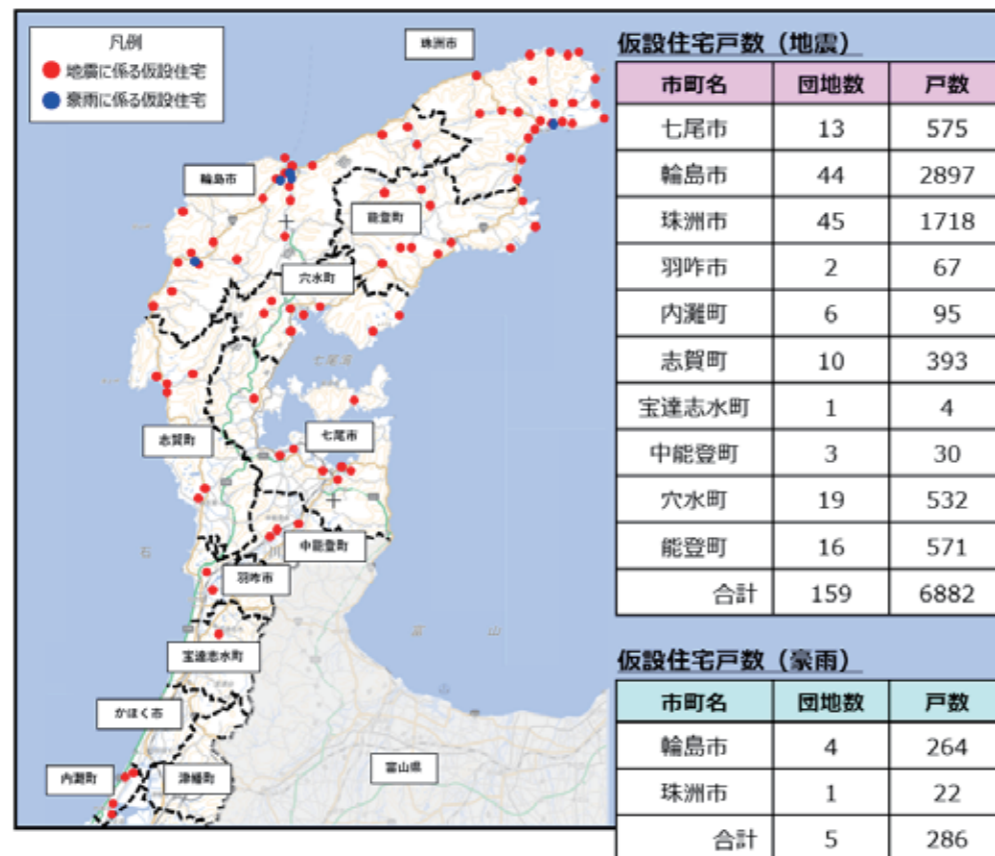 凡例
地震に係る仮設住宅
豪雨に係る仮設住宅
珠洲市
輪島市
能登町
穴水町
七尾湾
志賀町
七尾市
中能登町
石
川
羽咋市
宝達志水町
かほく市
内灘町
津幡町
富山県
富
山
仮設住宅戸数（地震）
市町名 団地数 戸数
七尾市 13 575
輪島市 44 2897
珠洲市 45 1718
羽咋市 2 67
内灘町 6 95
志賀町 10 393
宝達志水町 1 4
中能登町 3 30
穴水町 19 532
能登町 16 571
合計 159 6882
仮設住宅戸数（豪雨）
市町名 団地数 戸数
輪島市 4 264
珠洲市 1 22
合計 5 286